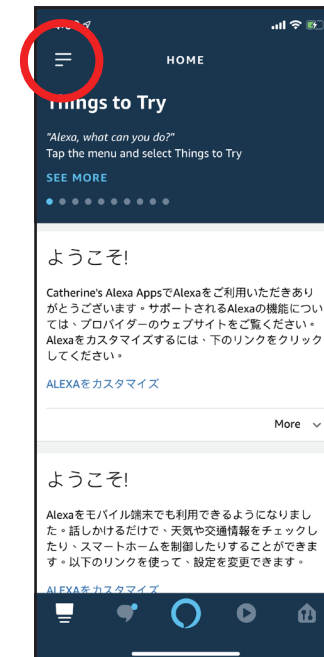 HOME
Things to Try
"Alexa, what can you do?"
Tap the menu and select Things to Try
SEE MORE
ようこそ!
Catherine's Alexa AppsでAlexaをご利用いただきあり
がとうございます。サポートされるAlexaの機能につい
ては、プロバイダーのウェブサイトをご覧ください。
Alexaをカスタマイズするには、下のリンクをクリック
してください。
ALEXAをカスタマイズ
More
ようこそ!
Alexaをモバイル端末でも利用できるようになりまし
た。話しかけるだけで、天気や交通情報をチェックし
たり、スマートホームを制御したりすることができま
す。以下のリンクを使って、設定を変更できます。
ALEXAをカスタマイズ